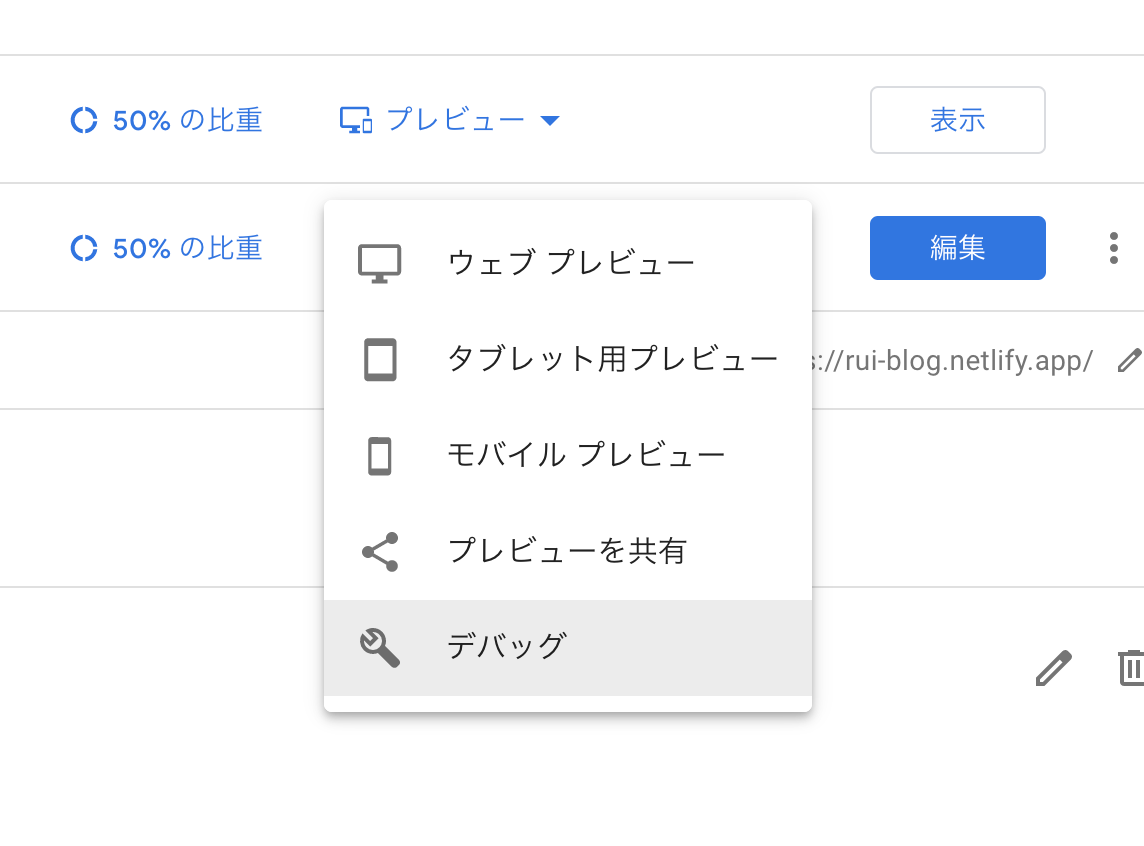 50% の比重
プレビュー
表示
50% の比重
編集
ウェブ プレビュー
タブレット用プレビュー
s://rui-blog.netlify.app/
モバイル プレビュー
プレビューを共有
デバッグ